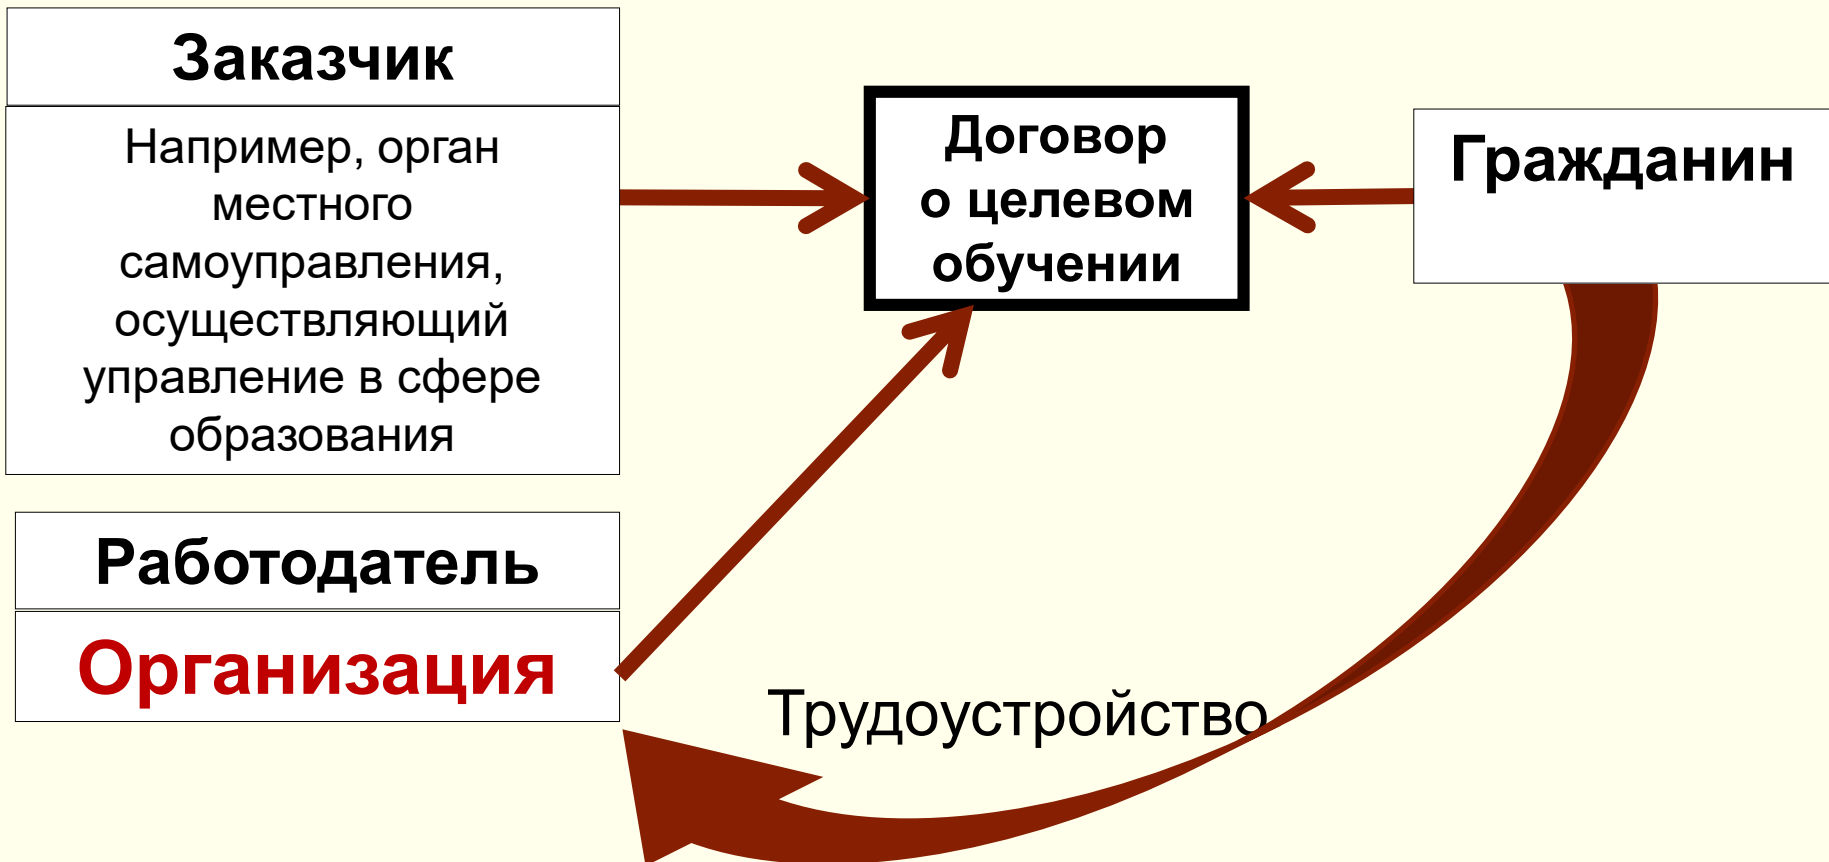 Заказчик
Например, орган
местного
самоуправления,
осуществляющий
управление в сфере
образования
Договор
о целевом
обучении
Гражданин
Работодатель
Организация
Трудоустройство